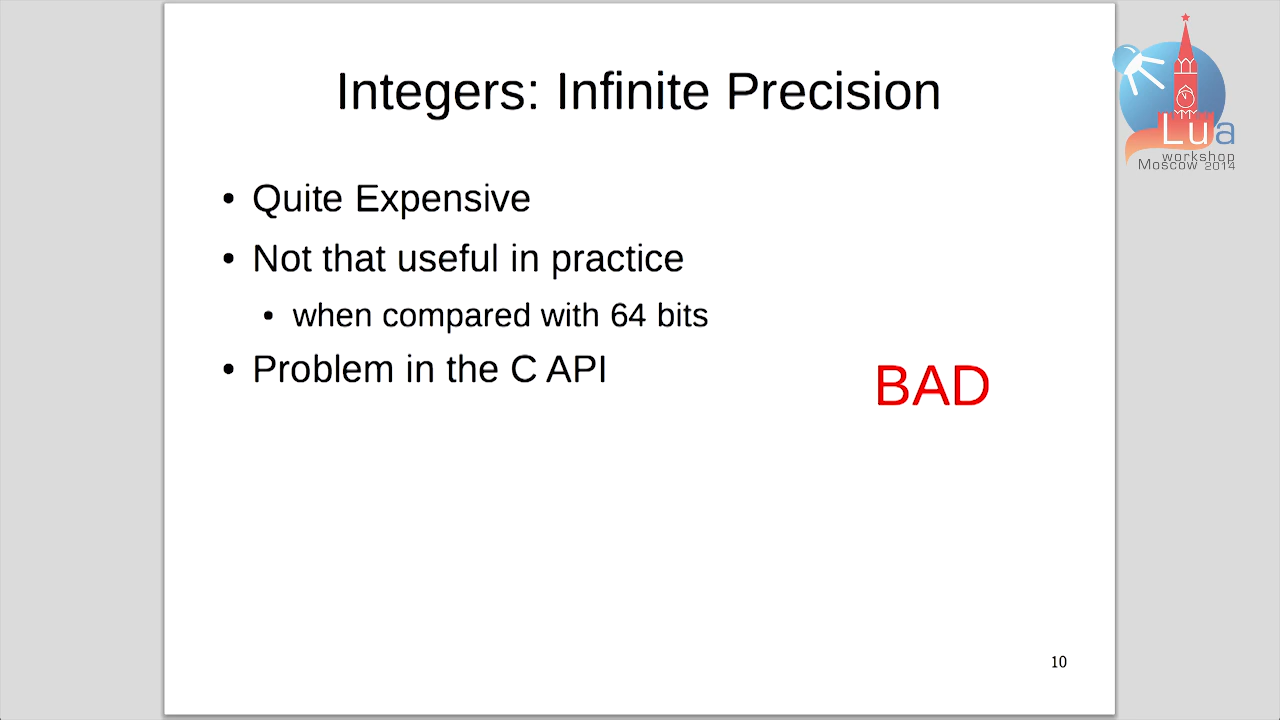 Integers: Infinite Precision
• Quite Expensive
• Not that useful in practice
• when compared with 64 bits
• Problem in the C API
BAD
10
Lua
workshop
Moscow 2014